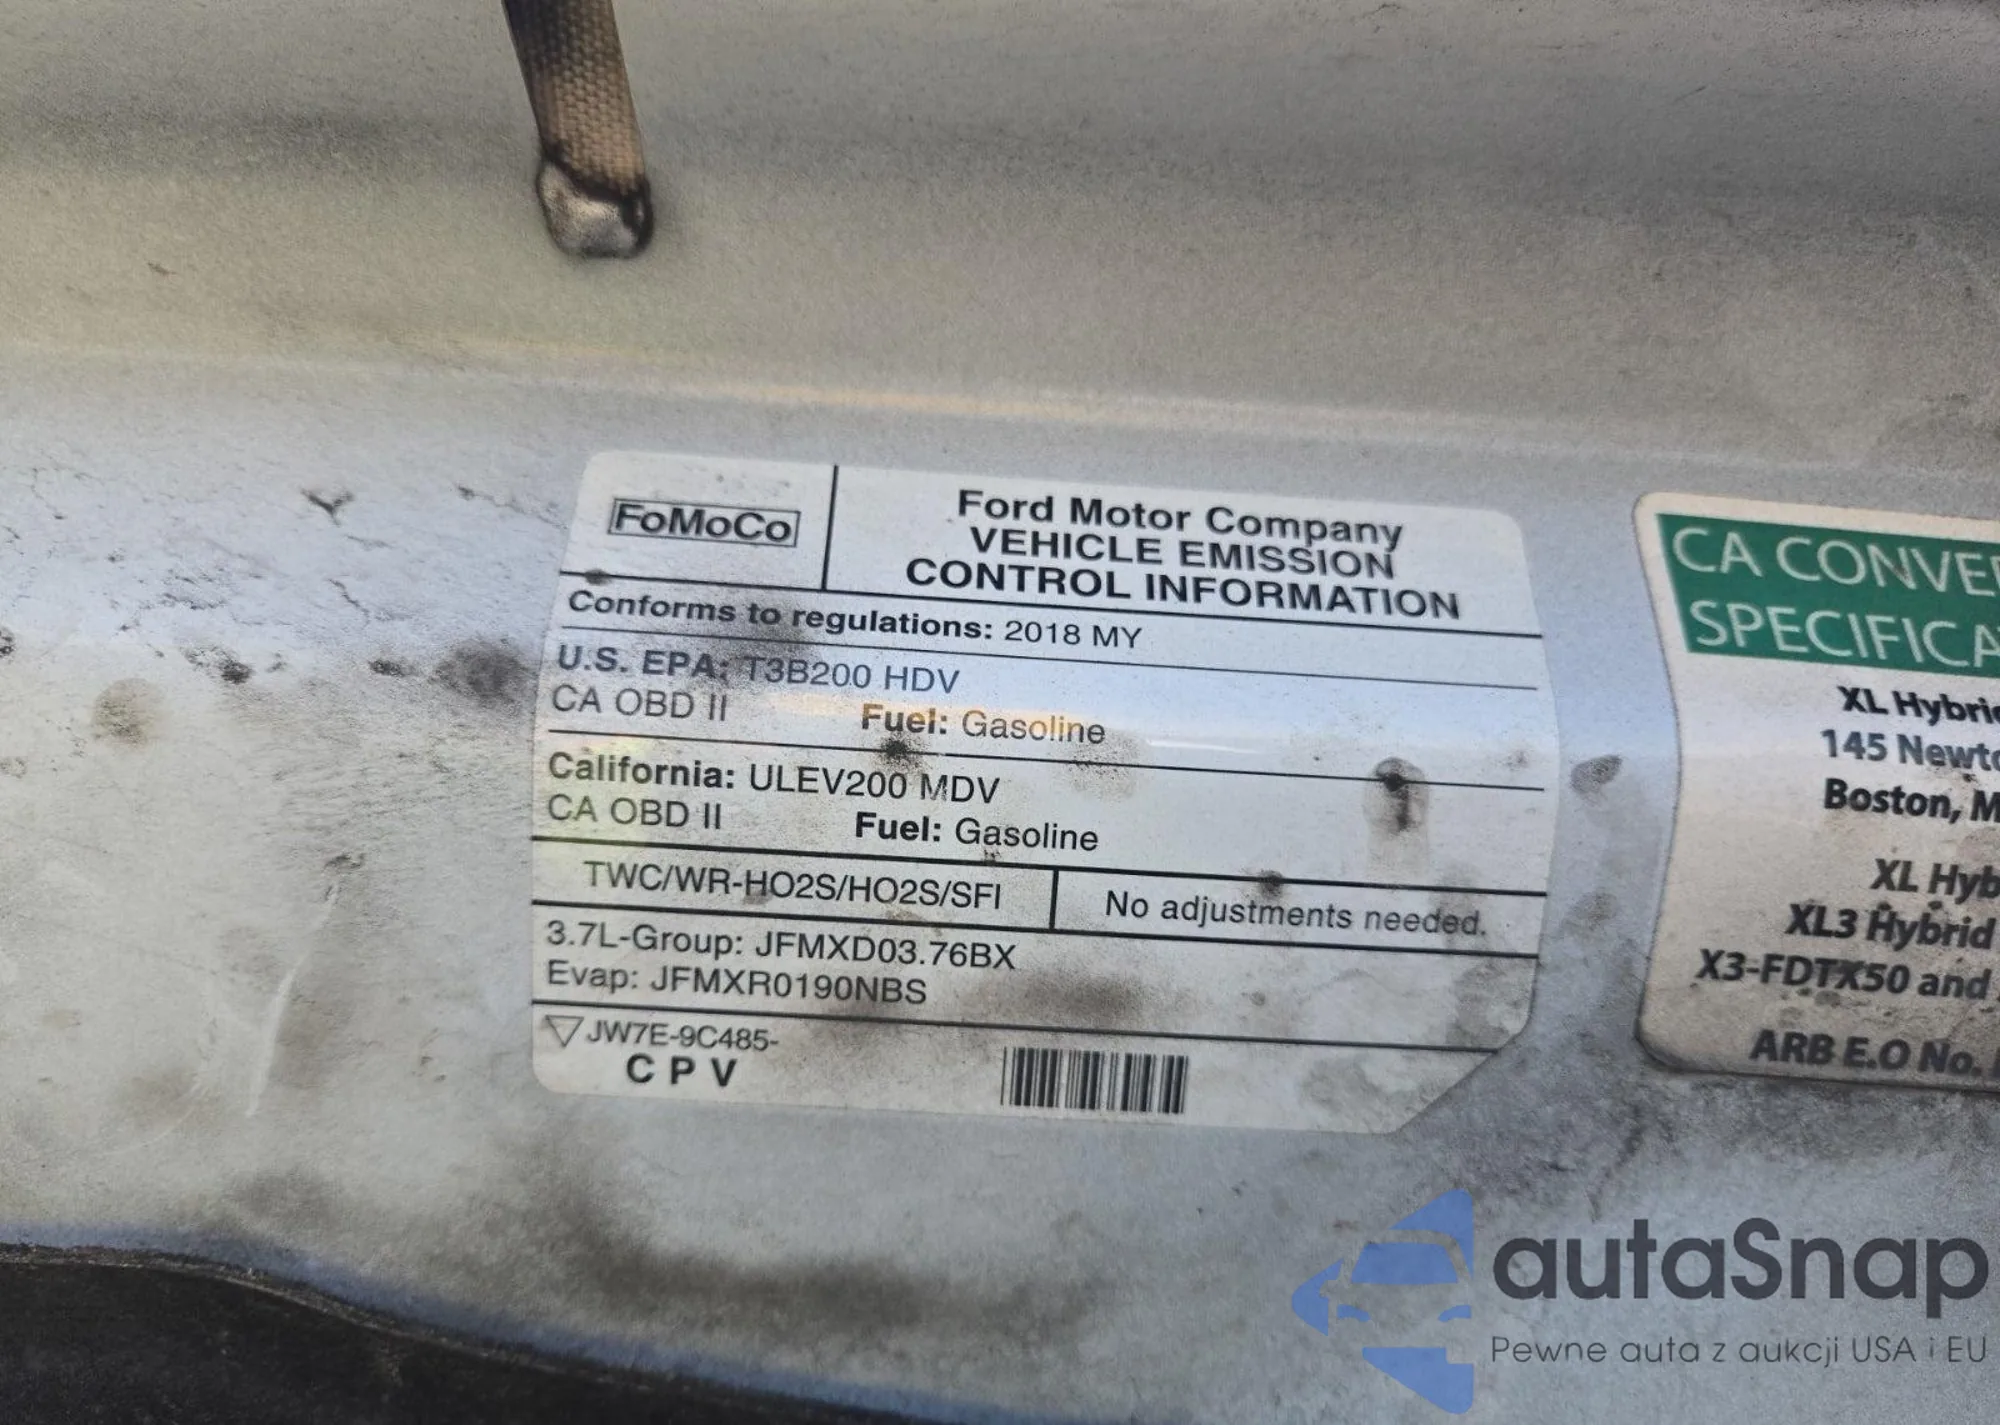 FoMoCo
Ford Motor Company
VEHICLE EMISSION
CONTROL INFORMATION
Conforms to regulations: 2018 MY
U.S. EPA: T3B200 HDV
CA OBD II Fuel: Gasoline
California: ULEV200 MDV
CA OBD II Fuel: Gasoline
TWC/WR-HO2S/HO2S/SFI
No adjustments needed.
3.7L-Group: JFMXD03.76BX
Evap: JFMXR0190NBS
JW7E-9C485-
C P V
CA CONVE
SPECIFICA
XL Hybri
145 Newt
Boston, M
XL Hyb
XL3 Hybrid
X3-FDTX50 and
ARB E.O No.
autaSnap
Pewne auta z aukcji USA i EU